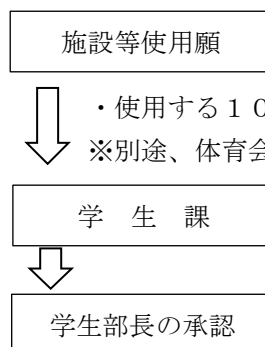 施設等使用願
・使用する１０
※別途、体育会
学　生　課
学生部長の承認